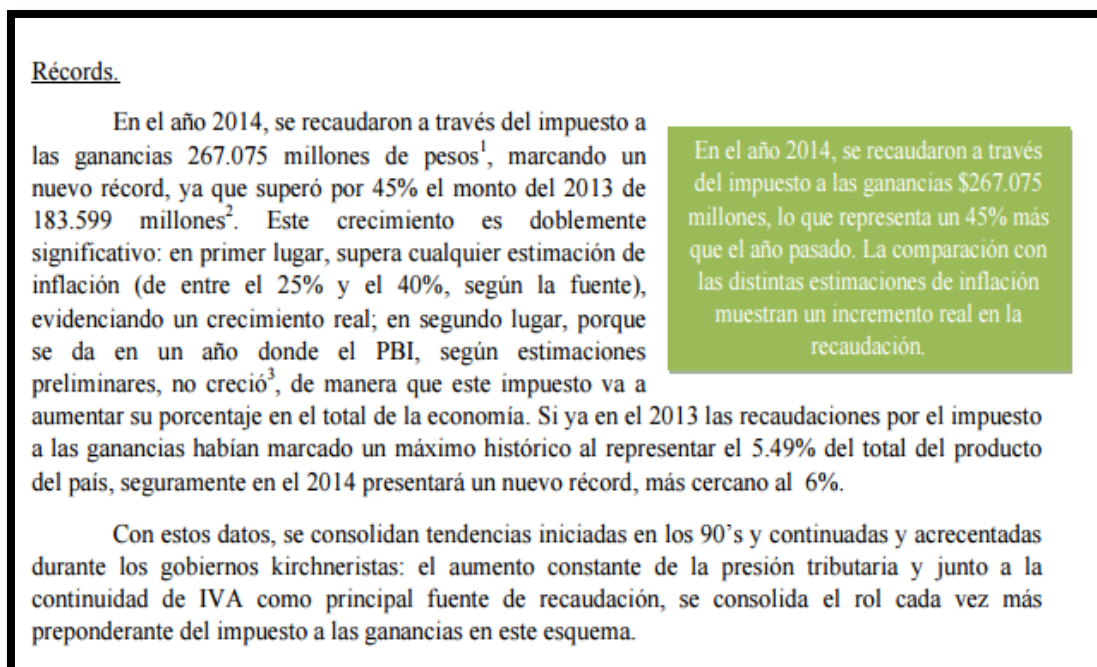 Récords.
En el año 2014, se recaudaron a través del impuesto a
las ganancias 267.075 millones de pesos¹, marcando un
nuevo récord, ya que superó por 45% el monto del 2013 de
183.599 millones². Este crecimiento es doblemente
significativo: en primer lugar, supera cualquier estimación de
inflación (de entre el 25% y el 40%, según la fuente),
evidenciando un crecimiento real; en segundo lugar, porque
se da en un año donde el PBI, según estimaciones
preliminares, no creció³, de manera que este impuesto va a
aumentar su porcentaje en el total de la economía. Si ya en el 2013 las recaudaciones por el impuesto
a las ganancias habían marcado un máximo histórico al representar el 5.49% del total del producto
del país, seguramente en el 2014 presentará un nuevo récord, más cercano al 6%.
En el año 2014, se recaudaron a través
del impuesto a las ganancias $267.075
millones, lo que representa un 45% más
que el año pasado. La comparación con
las distintas estimaciones de inflación
muestran un incremento real en la
recaudación.
Con estos datos, se consolidan tendencias iniciadas en los 90’s y continuadas y acrecentadas
durante los gobiernos kirchneristas: el aumento constante de la presión tributaria y junto a la
continuidad de IVA como principal fuente de recaudación, se consolida el rol cada vez más
preponderante del impuesto a las ganancias en este esquema.